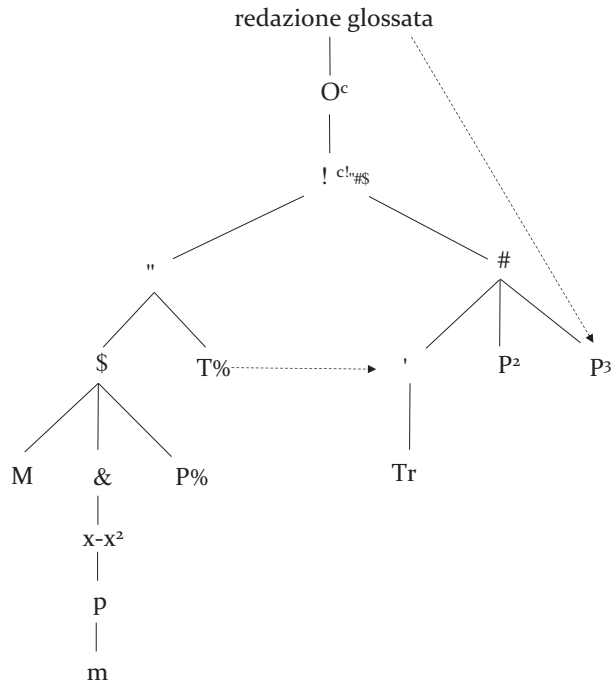 redazione glossata
Oᶜ
! ᶜ!"#$
" #
$ T% ' P² P³
M & P% Tr
x-x²
p
m